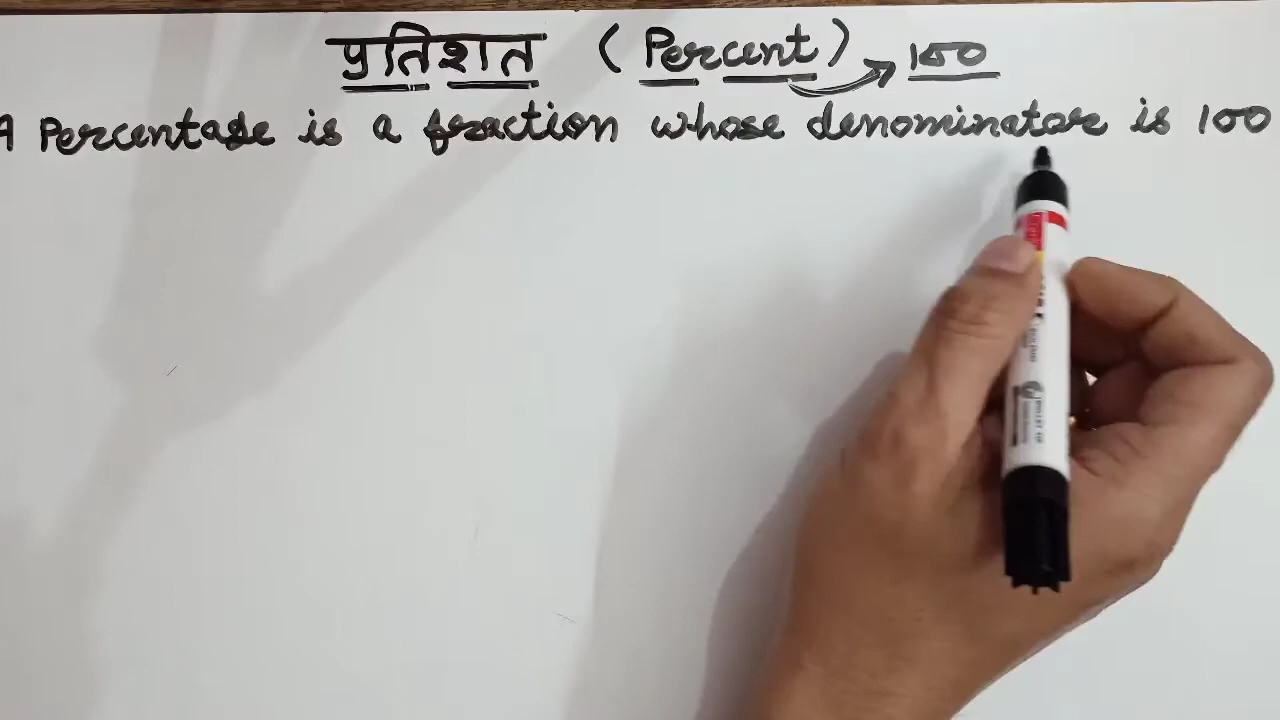 प्रतिशत (Percent) → 100
A Percentage is a fraction whose denominator is 100